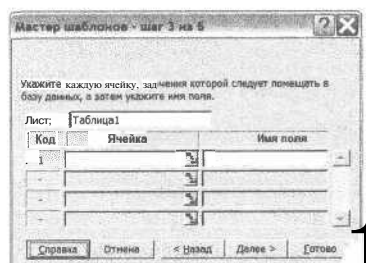 Мастер шаблонов - шаг 3 из 5
Укажите каждую ячейку, задчения которой следует помещать в
базу данных, а затем укажите имя поля.
Лист: Таблица1
Код Ячейка Имя поля
1
-
-
-
Справка Отмена < Назад Далее > Готово